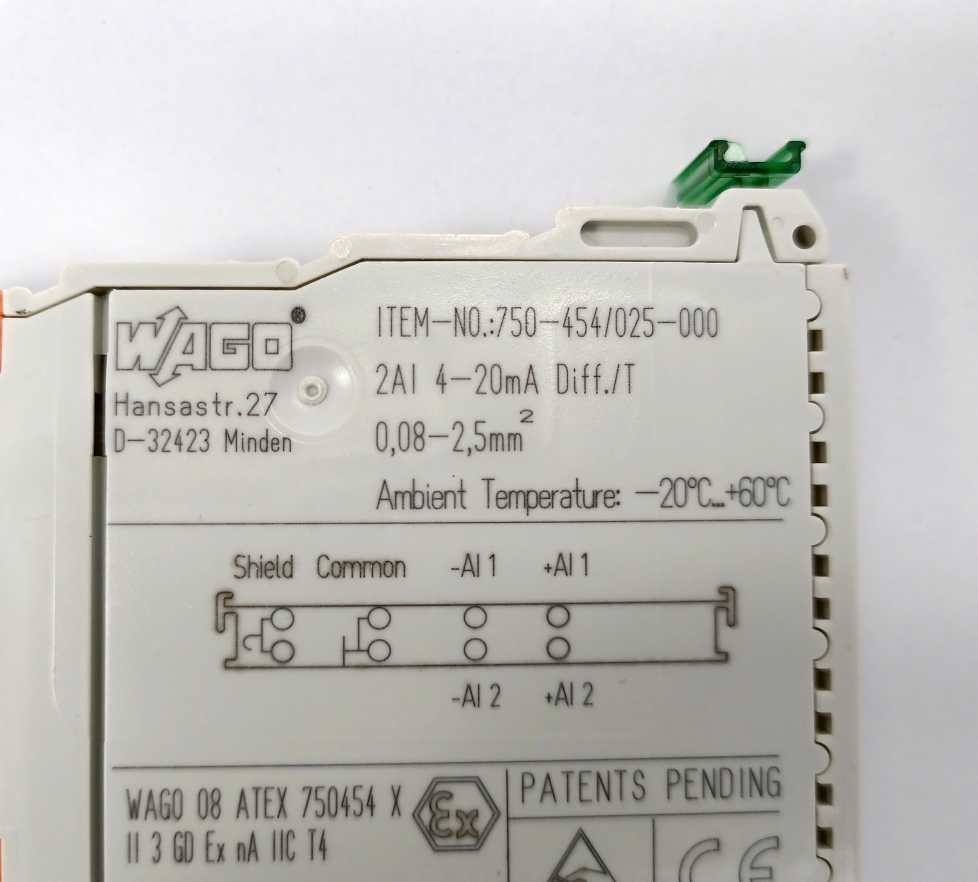 WAGO®
Hansastr.27
D-32423 Minden
ITEM-NO.:750-454/025-000
2AI 4-20mA Diff./T
0,08-2,5mm²
Ambient Temperature: -20°C...+60°C
Shield Common -AI 1 +AI 1
-AI 2 +AI 2
WAGO 08 ATEX 750454 X
II 3 GD Ex nA IIC T4
Ex
PATENTS PENDING
CE